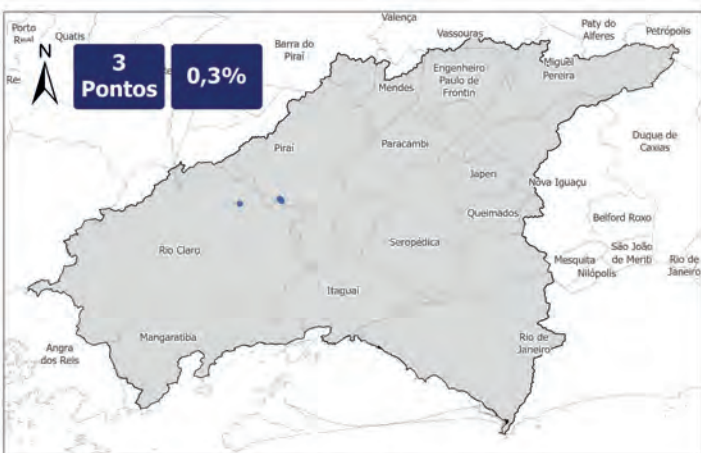 Porto
Real
Quatis
Valença
Vassouras
Paty do
Alferes
Petrópolis
N
3
Pontos
0,3%
Barra do
Piraí
Engenheiro
Paulo de
Frontin
Miguel
Pereira
Mendes
Piraí
Paracambi
Duque de
Caxias
Japeri
Nova Iguaçu
Queimados
Belford Roxo
Rio Claro
Seropédica
São João
de Meriti
Mesquita
Nilópolis
Rio de
Janeiro
Itaguaí
Mangaratiba
Angra
dos Reis
Rio de
Janeiro